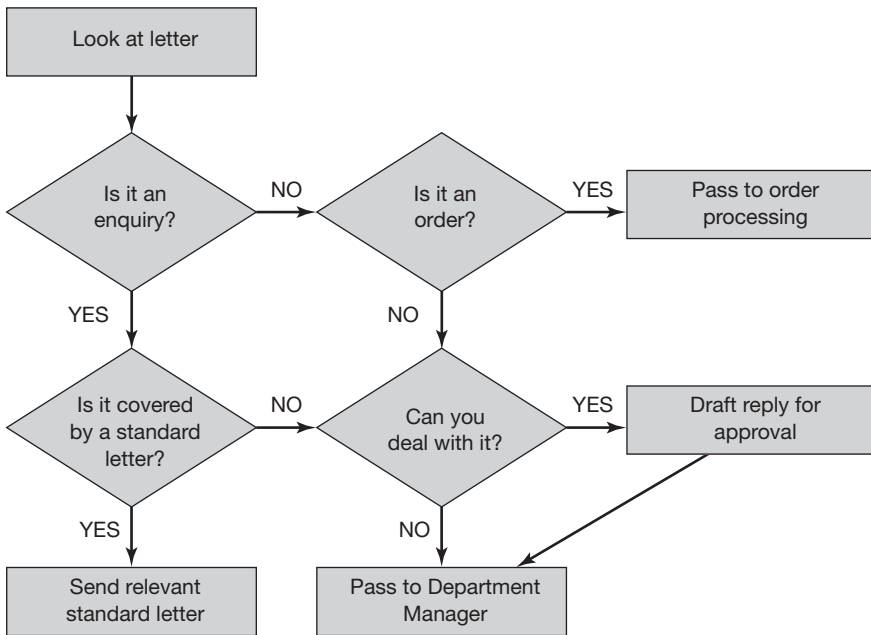 Look at letter
Is it an
enquiry?
NO
Is it an
order?
YES
Pass to order
processing
YES
NO
Is it covered
by a standard
letter?
NO
Can you
deal with it?
YES
Draft reply for
approval
YES
NO
Send relevant
standard letter
Pass to Department
Manager